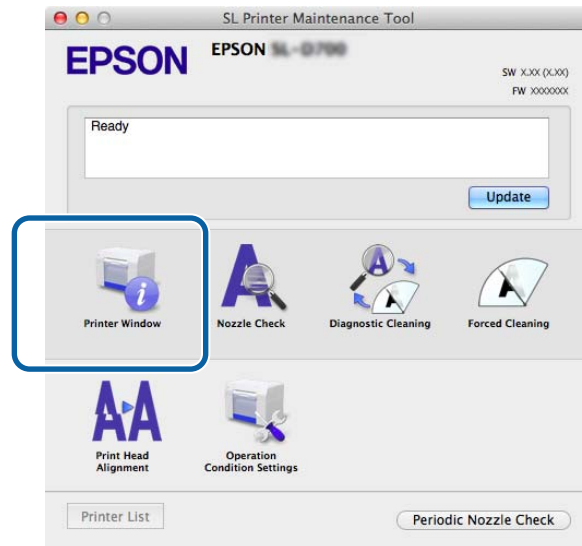 SL Printer Maintenance Tool
EPSON
EPSON
SW X.XX (X.XX)
FW XXXXXXX
Ready
Update
Printer Window
Nozzle Check
Diagnostic Cleaning
Forced Cleaning
Print Head
Alignment
Operation
Condition Settings
Printer List
Periodic Nozzle Check